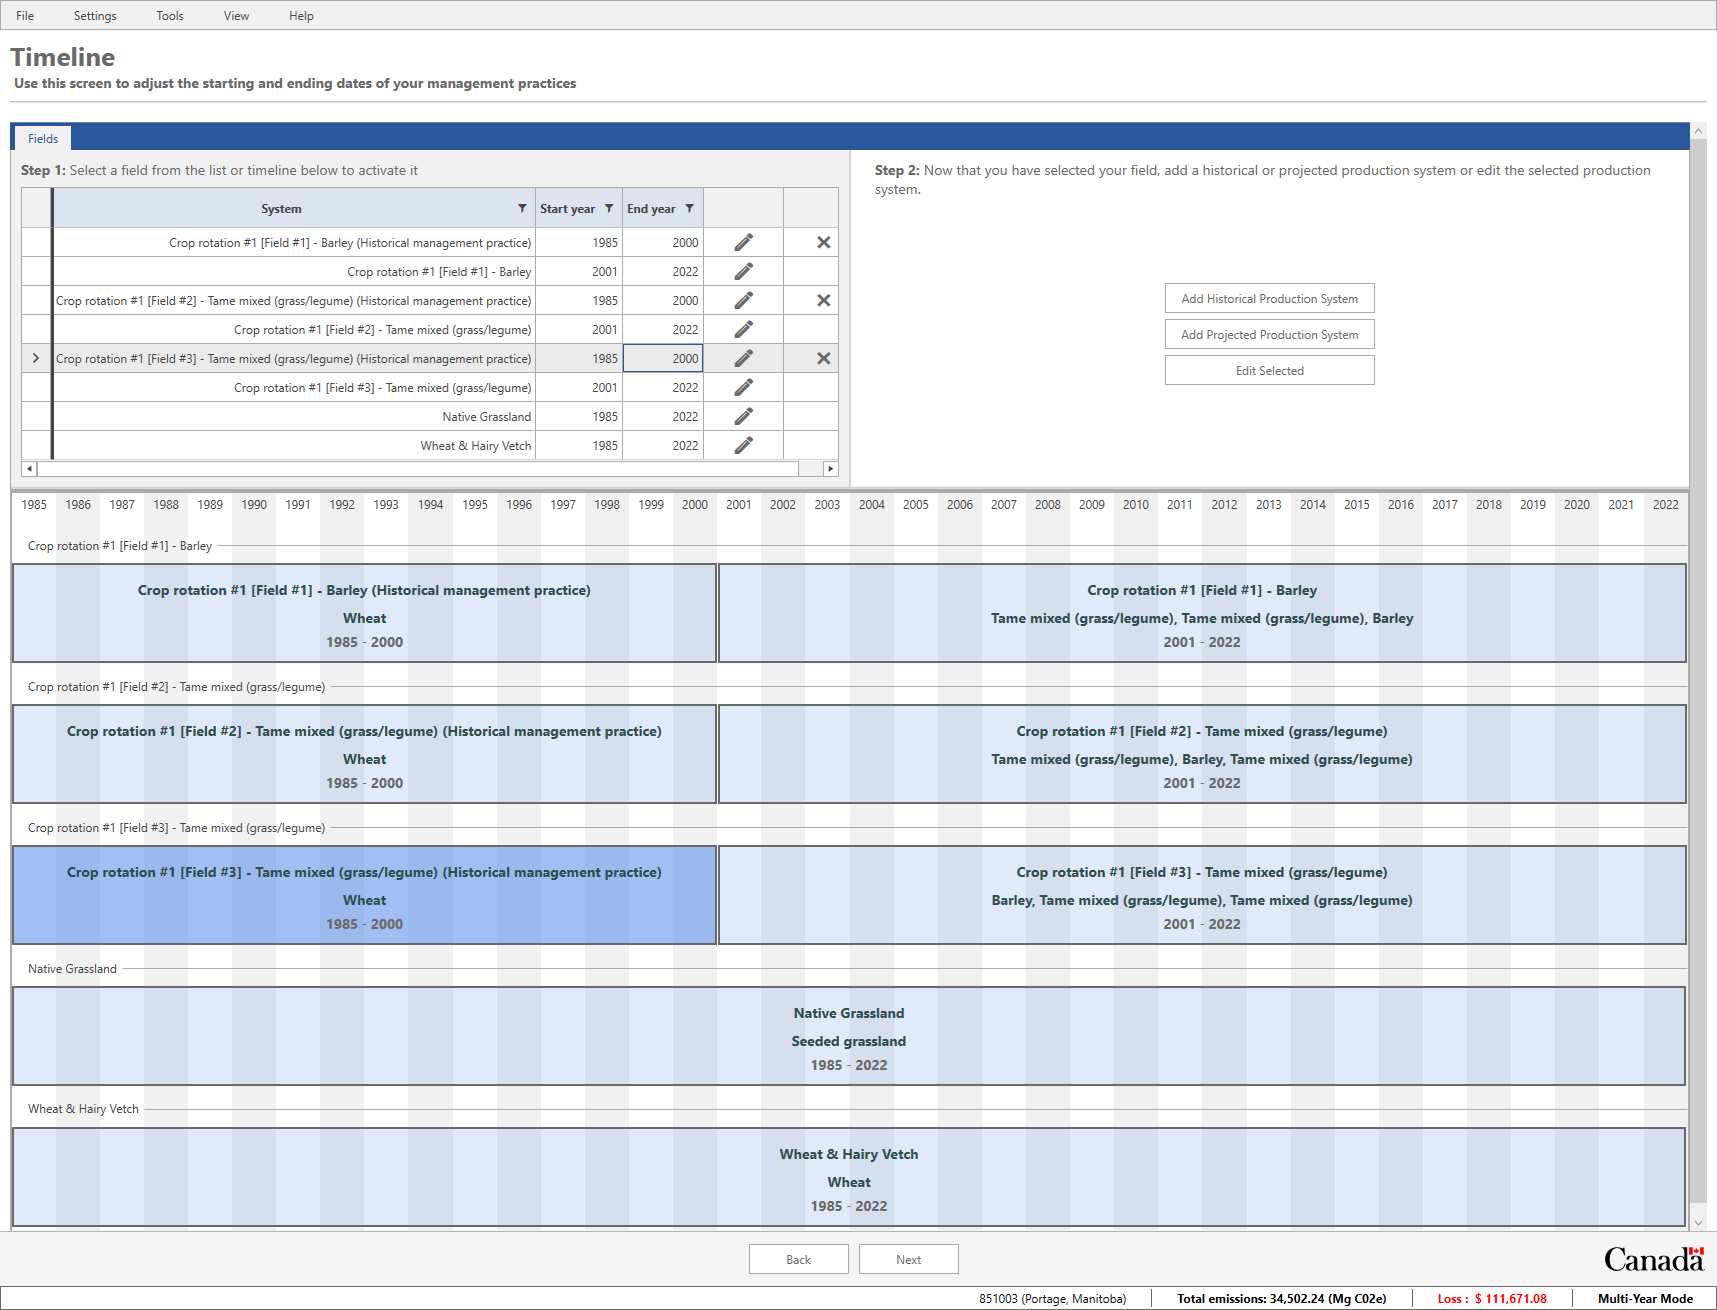 File Settings Tools View Help
Timeline
Use this screen to adjust the starting and ending dates of your management practices
Fields
Step 1: Select a field from the list or timeline below to activate it
System Start year End year
Crop rotation #1 [Field #1] - Barley (Historical management practice) 1985 2000
Crop rotation #1 [Field #1] - Barley 2001 2022
Crop rotation #1 [Field #2] - Tame mixed (grass/legume) (Historical management practice) 1985 2000
Crop rotation #1 [Field #2] - Tame mixed (grass/legume) 2001 2022
Crop rotation #1 [Field #3] - Tame mixed (grass/legume) (Historical management practice) 1985 2000
Crop rotation #1 [Field #3] - Tame mixed (grass/legume) 2001 2022
Native Grassland 1985 2022
Wheat & Hairy Vetch 1985 2022
Step 2: Now that you have selected your field, add a historical or projected production system or edit the selected production
system.
Add Historical Production System
Add Projected Production System
Edit Selected
1985 1986 1987 1988 1989 1990 1991 1992 1993 1994 1995 1996 1997 1998 1999 2000 2001 2002 2003 2004 2005 2006 2007 2008 2009 2010 2011 2012 2013 2014 2015 2016 2017 2018 2019 2020 2021 2022
Crop rotation #1 [Field #1] - Barley
Crop rotation #1 [Field #1] - Barley (Historical management practice)
Wheat
1985 - 2000
Crop rotation #1 [Field #1] - Barley
Tame mixed (grass/legume), Tame mixed (grass/legume), Barley
2001 - 2022
Crop rotation #1 [Field #2] - Tame mixed (grass/legume)
Crop rotation #1 [Field #2] - Tame mixed (grass/legume) (Historical management practice)
Wheat
1985 - 2000
Crop rotation #1 [Field #2] - Tame mixed (grass/legume)
Tame mixed (grass/legume), Barley, Tame mixed (grass/legume)
2001 - 2022
Crop rotation #1 [Field #3] - Tame mixed (grass/legume)
Crop rotation #1 [Field #3] - Tame mixed (grass/legume) (Historical management practice)
Wheat
1985 - 2000
Crop rotation #1 [Field #3] - Tame mixed (grass/legume)
Barley, Tame mixed (grass/legume), Tame mixed (grass/legume)
2001 - 2022
Native Grassland
Native Grassland
Seeded grassland
1985 - 2022
Wheat & Hairy Vetch
Wheat & Hairy Vetch
Wheat
1985 - 2022
Back Next
Canada
851003 (Portage, Manitoba) Total emissions: 34,502.24 (Mg C02e) Loss : $ 111,671.08 Multi-Year Mode